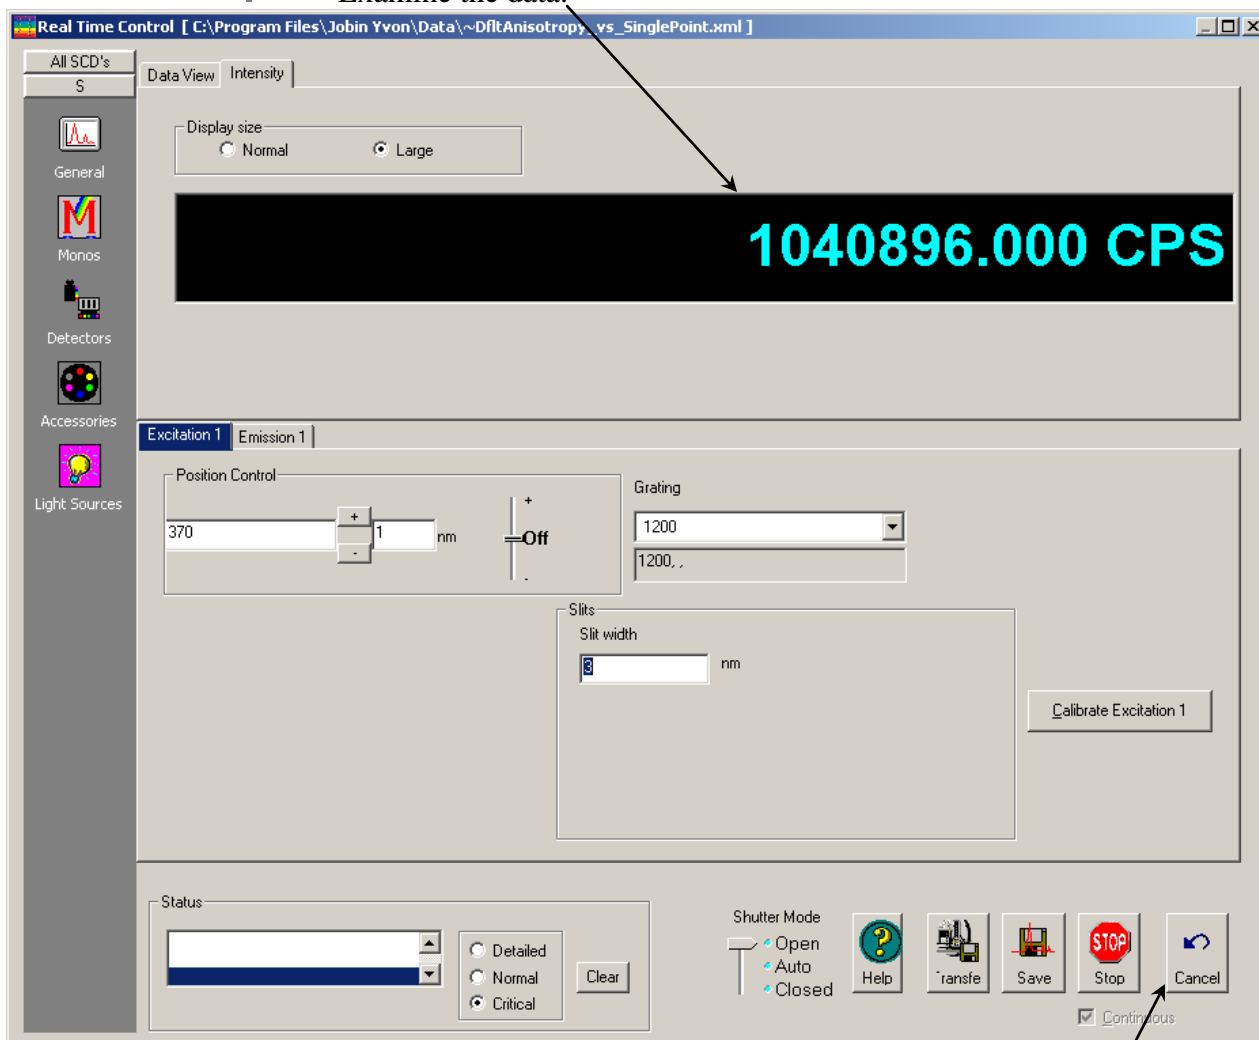 Examine the data.
Real Time Control [ C:\Program Files\Jobin Yvon\Data\~DfltAnisotropy_vs_SinglePoint.xml ]
All SCD's
S
Data View Intensity
Display size
Normal Large
General
1040896.000 CPS
Monos
Detectors
Accessories
Excitation 1 Emission 1
Light Sources
Position Control
370 + 1 nm
-
+
Off
-
Grating
1200
1200, ,
Slits
Slit width
3 nm
Calibrate Excitation 1
Status
Detailed
Normal
Critical
Clear
Shutter Mode
Open
Auto
Closed
Help
Transfe
Save
STOP
Stop
Cancel
Continuous